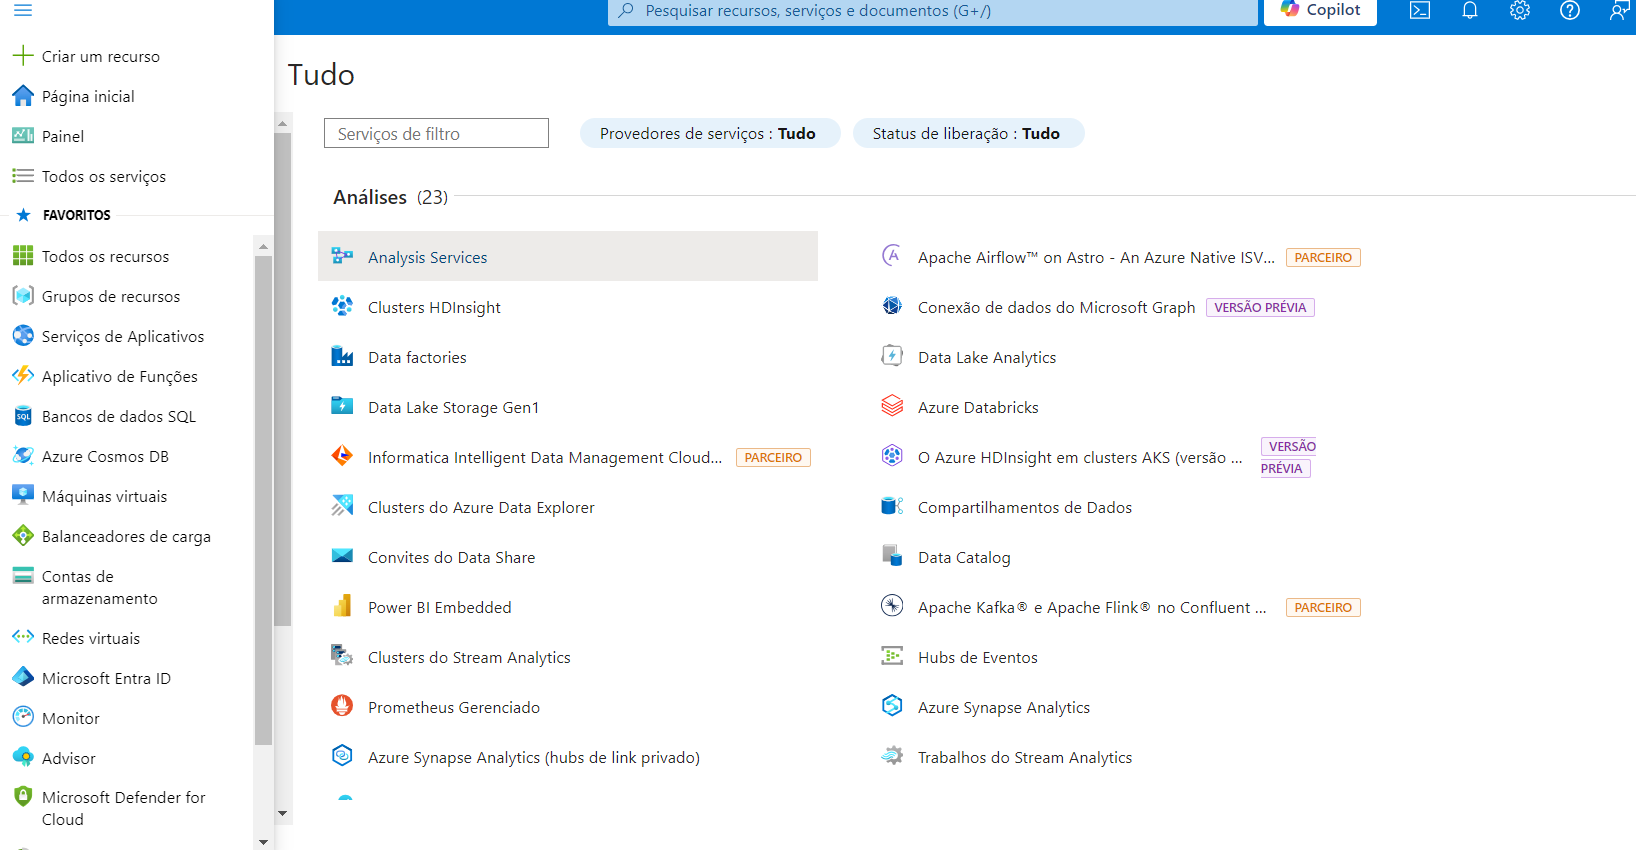 Pesquisar recursos, serviços e documentos (G+/)
Copilot
Criar um recurso
Página inicial
Painel
Todos os serviços
FAVORITOS
Todos os recursos
Grupos de recursos
Serviços de Aplicativos
Aplicativo de Funções
Bancos de dados SQL
Azure Cosmos DB
Máquinas virtuais
Balanceadores de carga
Contas de
armazenamento
Redes virtuais
Microsoft Entra ID
Monitor
Advisor
Microsoft Defender for
Cloud
Tudo
Serviços de filtro
Provedores de serviços : Tudo
Status de liberação : Tudo
Análises (23)
Analysis Services
Apache Airflow™ on Astro - An Azure Native ISV... PARCEIRO
Clusters HDInsight
Conexão de dados do Microsoft Graph VERSÃO PRÉVIA
Data factories
Data Lake Analytics
Data Lake Storage Gen1
Azure Databricks
Informatica Intelligent Data Management Cloud... PARCEIRO
O Azure HDInsight em clusters AKS (versão ... VERSÃO
PRÉVIA
Clusters do Azure Data Explorer
Compartilhamentos de Dados
Convites do Data Share
Data Catalog
Power BI Embedded
Apache Kafka® e Apache Flink® no Confluent ... PARCEIRO
Clusters do Stream Analytics
Hubs de Eventos
Prometheus Gerenciado
Azure Synapse Analytics
Azure Synapse Analytics (hubs de link privado)
Trabalhos do Stream Analytics